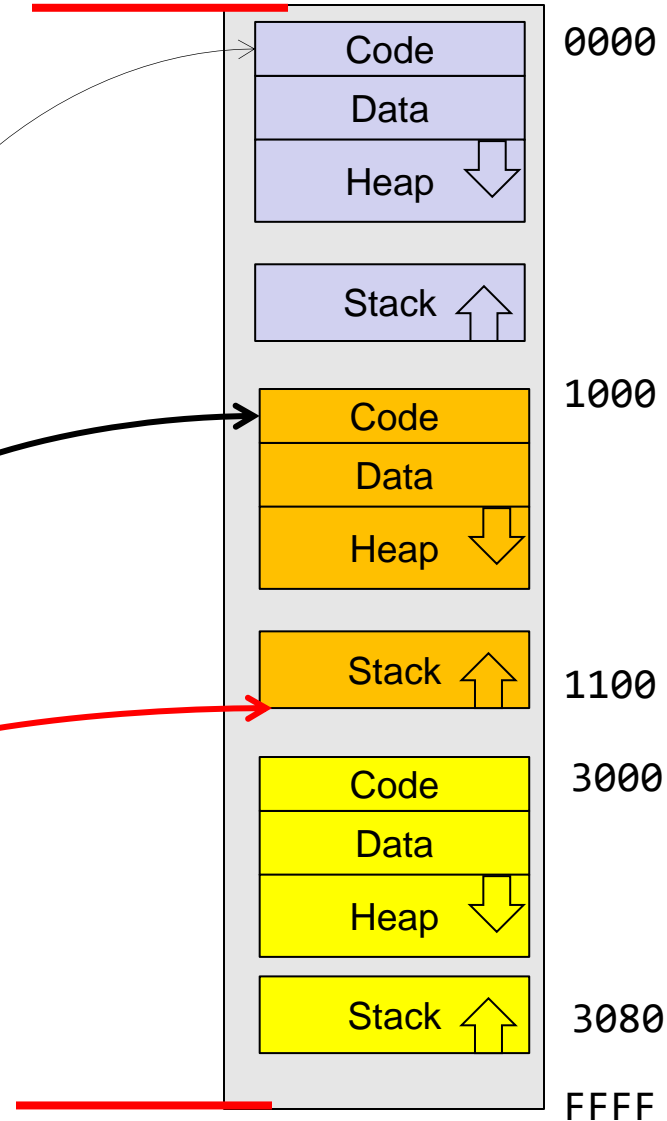 Code 0000
Data
Heap
Stack
1000
Code
Data
Heap
Stack 1100
3000
Code
Data
Heap
Stack 3080
FFFF